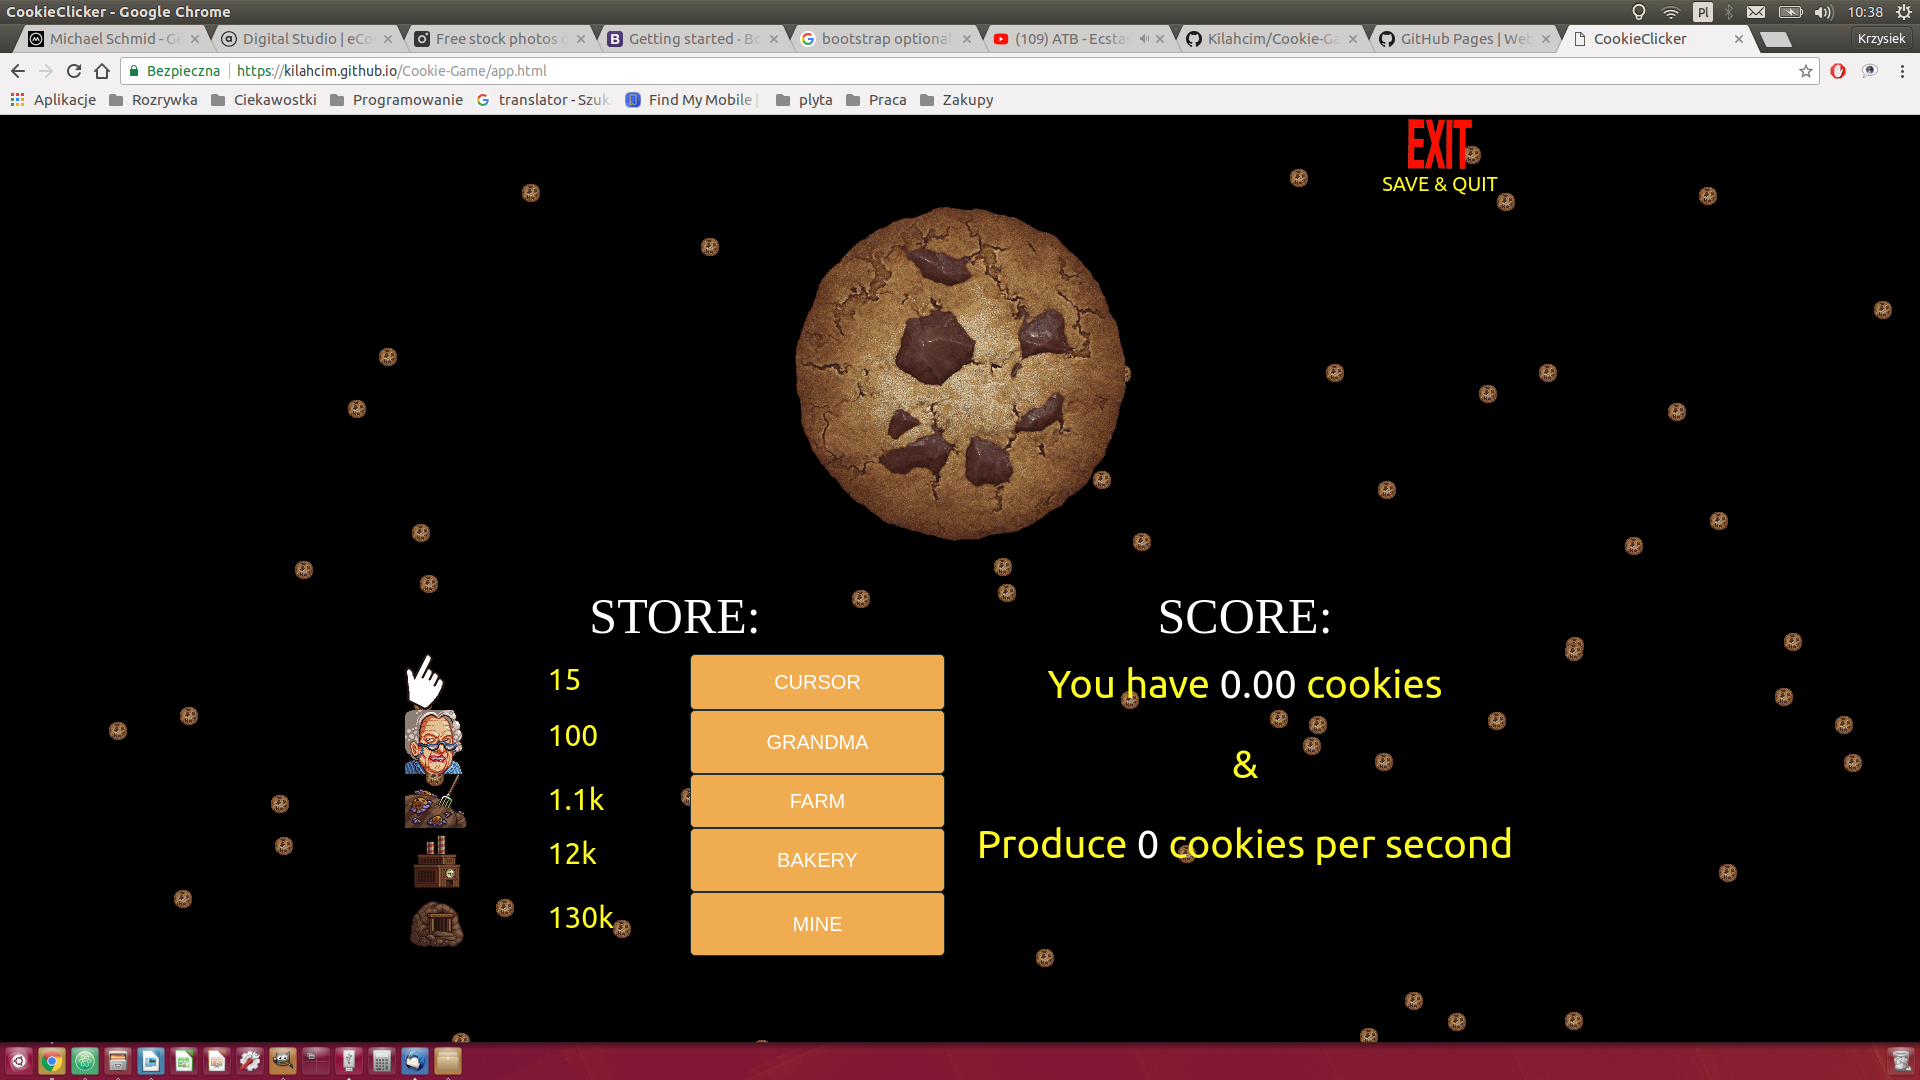 CookieClicker - Google Chrome
Pl
10:38
Michael Schmid - Ge
Digital Studio | eCo
Free stock photos
Getting started · Bo
bootstrap optional
(109) ATB - Ecsta
Kilahcim/Cookie-Ga
GitHub Pages | Web
CookieClicker
Krzysiek
Bezpieczna
https://kilahcim.github.io/Cookie-Game/app.html
Aplikacje
Rozrywka
Ciekawostki
Programowanie
translator - Szuk
Find My Mobile |
plyta
Praca
Zakupy
EXIT
SAVE & QUIT
STORE:
15 CURSOR
100 GRANDMA
1.1k FARM
12k BAKERY
130k MINE
SCORE:
You have 0.00 cookies
&
Produce 0 cookies per second